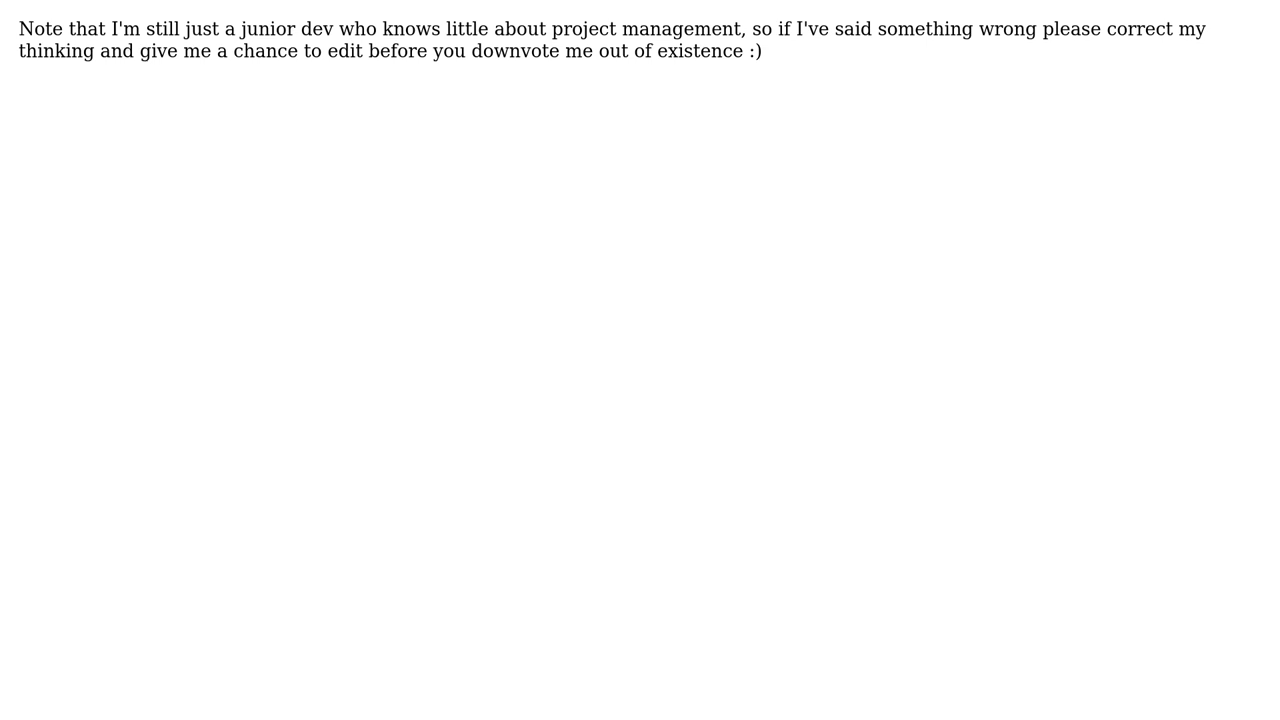 Note that I'm still just a junior dev who knows little about project management, so if I've said something wrong please correct my
thinking and give me a chance to edit before you downvote me out of existence :)